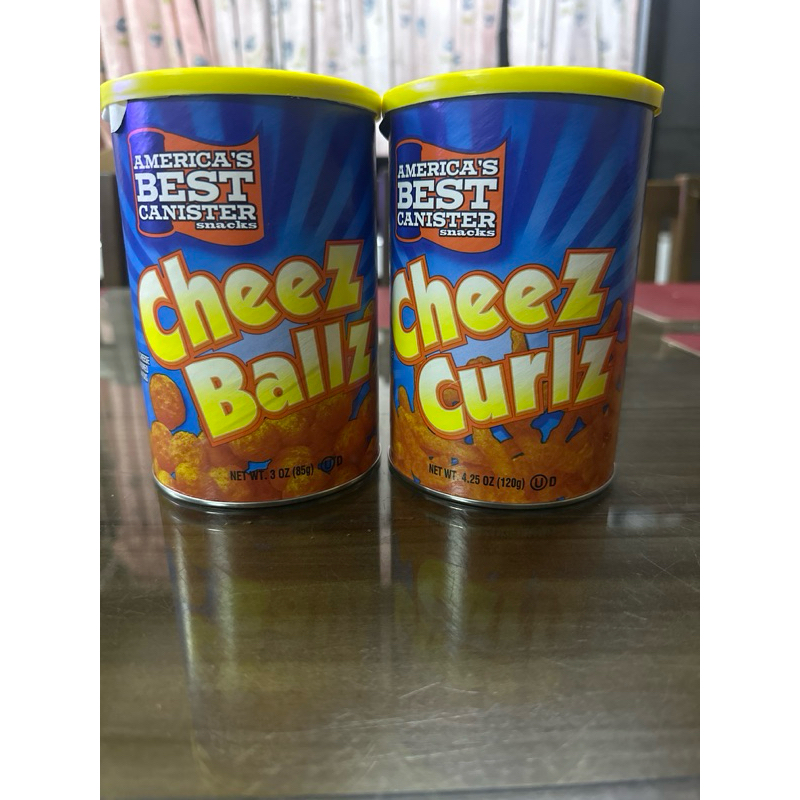 AMERICA'S
BEST
CANISTER
snacks
CheeZ
Ballz
NET WT. 3 OZ (85g) U D
AMERICA'S
BEST
CANISTER
snacks
CheeZ
Curlz
NET WT. 4.25 OZ (120g) U D